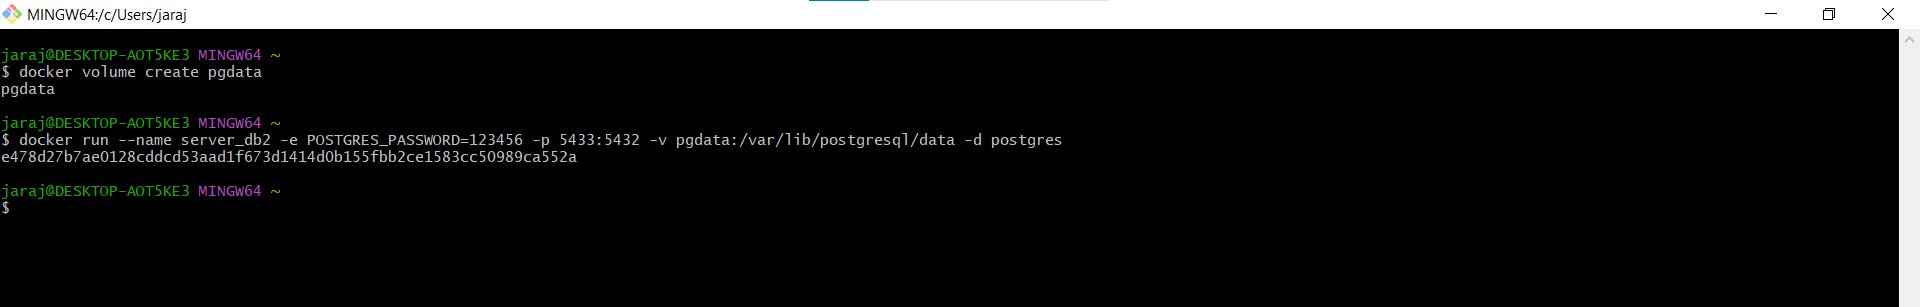 MINGW64:/c/Users/jaraj
jaraj@DESKTOP-AOT5KE3 MINGW64 ~
$ docker volume create pgdata
pgdata
jaraj@DESKTOP-AOT5KE3 MINGW64 ~
$ docker run --name server_db2 -e POSTGRES_PASSWORD=123456 -p 5433:5432 -v pgdata:/var/lib/postgresql/data -d postgres
e478d27b7ae0128cddcd53aad1f673d1414d0b155fbb2ce1583cc50989ca552a
jaraj@DESKTOP-AOT5KE3 MINGW64 ~
$